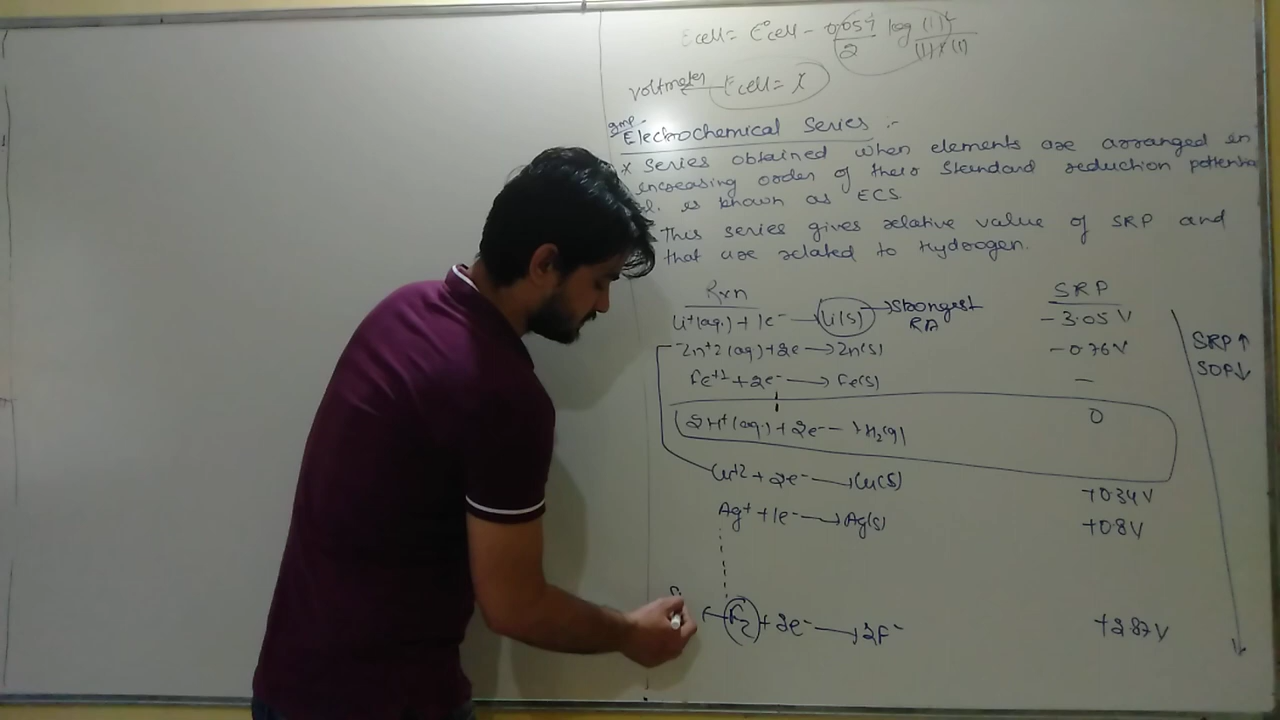 Ecell = E°cell - 0.059/2 log (1)²/(1)×(1)
voltmeter Ecell = X
Imp.
Electrochemical Series :-
* Series obtained when elements are arranged in
increasing order of their standard reduction potentia
l. is known as ECS.
This series gives relative value of SRP and
that are related to Hydrogen.
Rxn SRP
Li+(aq.) + 1e- → Li(s) → Strongest RA -3.05 V
Zn+2(aq) + 2e → Zn(s) -0.76V
Fe+2 + 2e- → Fe(s) —
2H+(aq.) + 2e- → H2(g) 0
Cu+2 + 2e- → Cu(s) +0.34 V
Ag+ + 1e- → Ag(s) +0.8V
F2 + 2e- → 2F- +2.87V
SRP↑
SOP↓